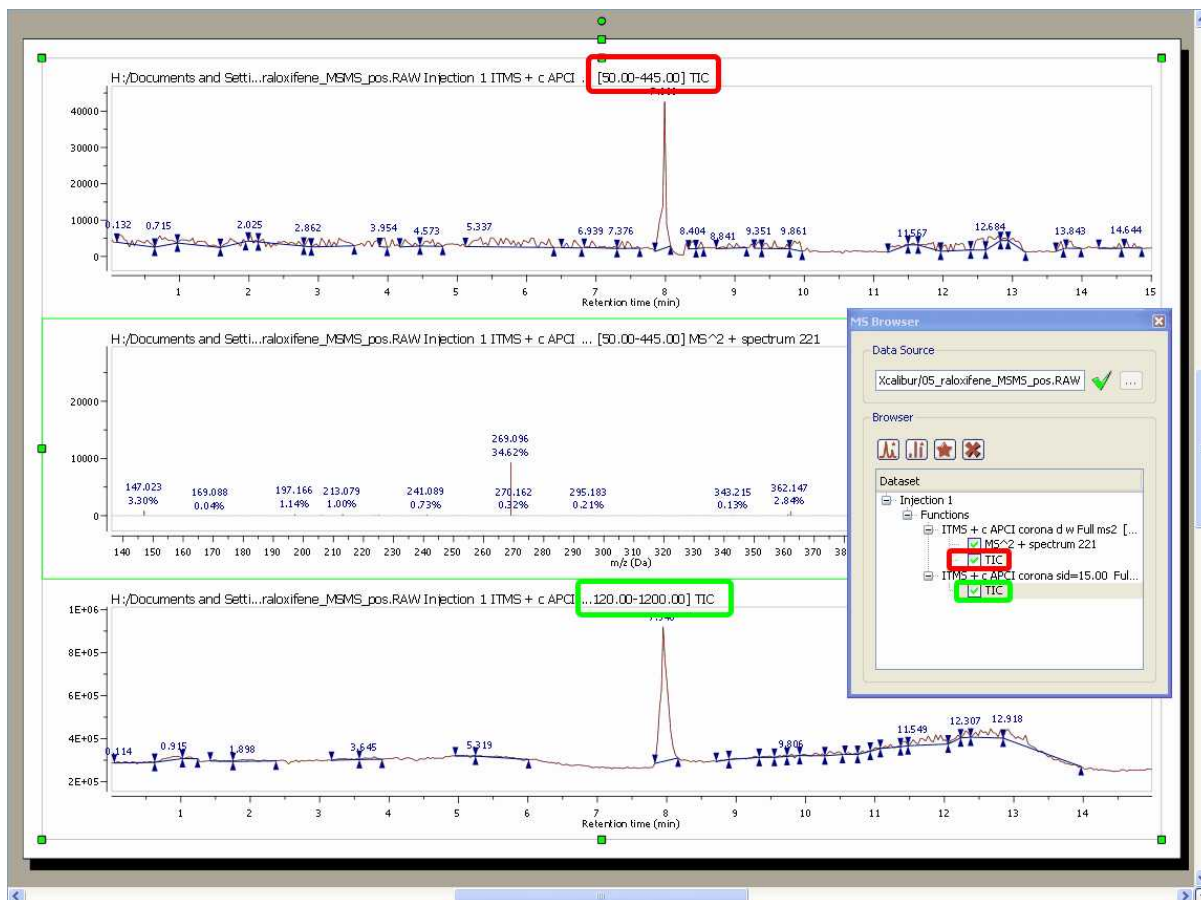 H:/Documents and Setti...raloxifene_MSMS_pos.RAW Injection 1 ITMS + c APCI ... [50.00-445.00] TIC
40000
30000
20000
10000
0
0.132 0.715 2.025 2.862 3.954 4.573 5.337 6.939 7.376 8.404 8.841 9.351 9.861 11.567 12.684 13.843 14.644
1 2 3 4 5 6 7 8 9 10 11 12 13 14 15
Retention time (min)
H:/Documents and Setti...raloxifene_MSMS_pos.RAW Injection 1 ITMS + c APCI ... [50.00-445.00] MS^2 + spectrum 221
20000
10000
0
147.023 169.088 197.166 213.079 241.089 269.096 270.162 295.183 343.215 362.147
3.30% 0.04% 1.14% 1.00% 0.73% 34.62% 0.32% 0.21% 0.13% 2.84%
140 150 160 170 180 190 200 210 220 230 240 250 260 270 280 290 300 310 320 330 340 350 360 370
m/z (Da)
H:/Documents and Setti...raloxifene_MSMS_pos.RAW Injection 1 ITMS + c APCI ...120.00-1200.00] TIC
1E+06
8E+05
6E+05
4E+05
2E+05
0.114 0.915 1.898 3.645 5.319 9.806 11.549 12.307 12.918
1 2 3 4 5 6 7 8 9 10 11 12 13 14
Retention time (min)
MS Browser
Data Source
Xcalibur/05_raloxifene_MSMS_pos.RAW
...
Browser
Dataset
Injection 1
Functions
ITMS + c APCI corona d w Full ms2 [...
MS^2 + spectrum 221
TIC
ITMS + c APCI corona sid=15.00 Ful...
TIC